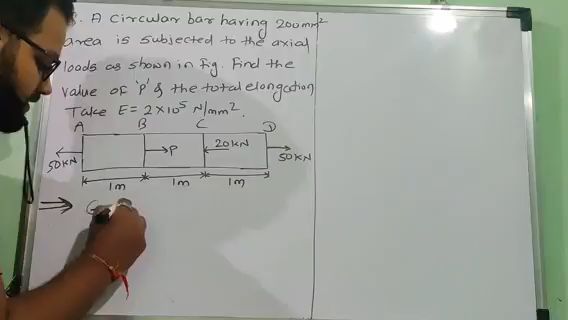 A circular bar having 200mm²
area is subjected to the axial
loads as shown in fig. Find the
value of 'P' & the total elongation
Take E = 2×10⁵ N/mm².
A B C D
50KN P 20KN 50KN
1m 1m 1m
⇒ G